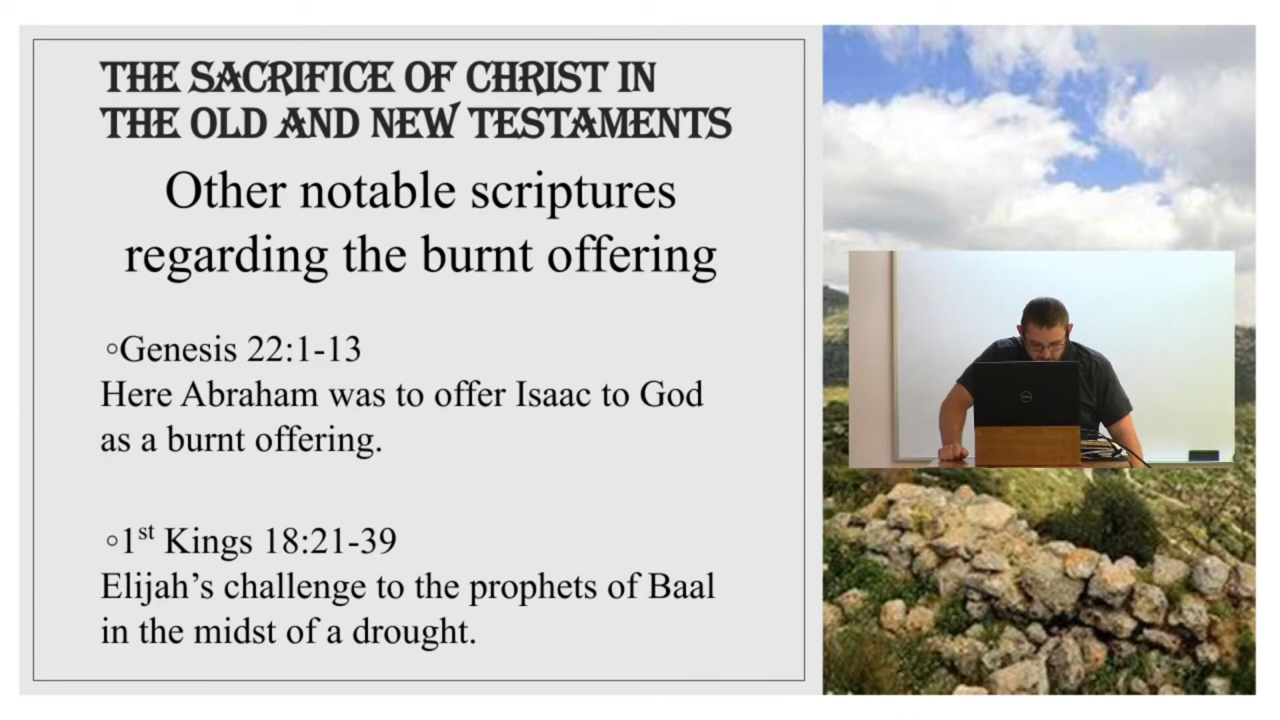 THE SACRIFICE OF CHRIST IN
THE OLD AND NEW TESTAMENTS
Other notable scriptures
regarding the burnt offering
◦Genesis 22:1-13
Here Abraham was to offer Isaac to God
as a burnt offering.
◦1st Kings 18:21-39
Elijah’s challenge to the prophets of Baal
in the midst of a drought.